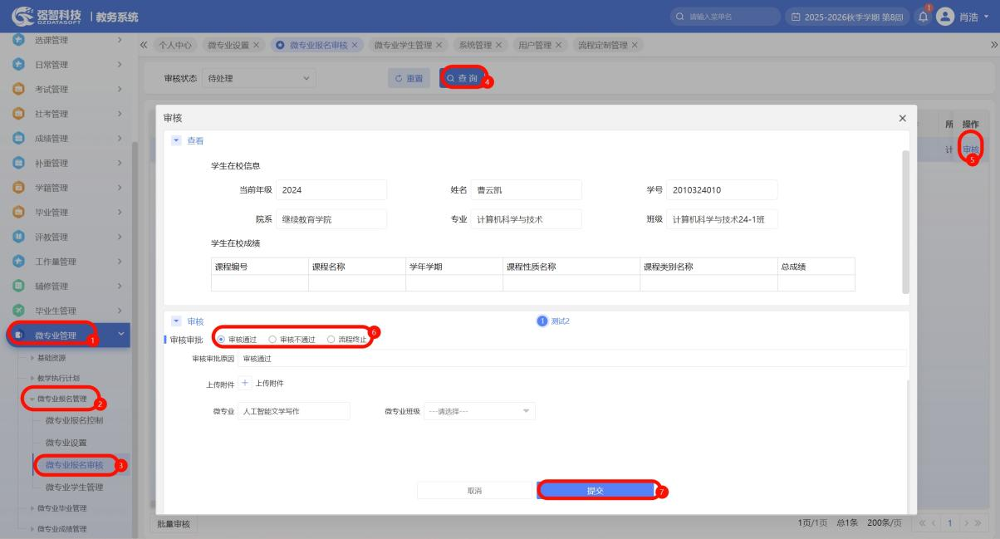 强智科技 | 教务系统
QZDATASOFT
请输入菜单名
2025-2026秋季学期 第8周
1
肖浩
选课管理
日常管理
考试管理
社考管理
成绩管理
补重管理
学籍管理
毕业管理
评教管理
工作量管理
辅修管理
毕业生管理
微专业管理
1
基础资源
教学执行计划
微专业报名管理
2
微专业报名控制
微专业设置
微专业报名审核
3
微专业学生管理
微专业毕业管理
微专业成绩管理
个人中心 微专业设置 微专业报名审核 微专业学生管理 系统管理 用户管理 流程定制管理
审核状态 待处理 重置 查询
4
所 操作
计 审核
5
审核
查看
学生在校信息
当前年级 2024 姓名 曹云凯 学号 2010324010
院系 继续教育学院 专业 计算机科学与技术 班级 计算机科学与技术24-1班
学生在校成绩
课程编号 课程名称 学年学期 课程性质名称 课程类别名称 总成绩
审核 1 测试2
审核审批 审核通过 审核不通过 流程终止
6
审核审批原因 审核通过
上传附件 + 上传附件
微专业 人工智能文学写作 微专业班级 ---请选择---
取消 提交
7
批量审核 1页/1页 总1条 200条/页 1